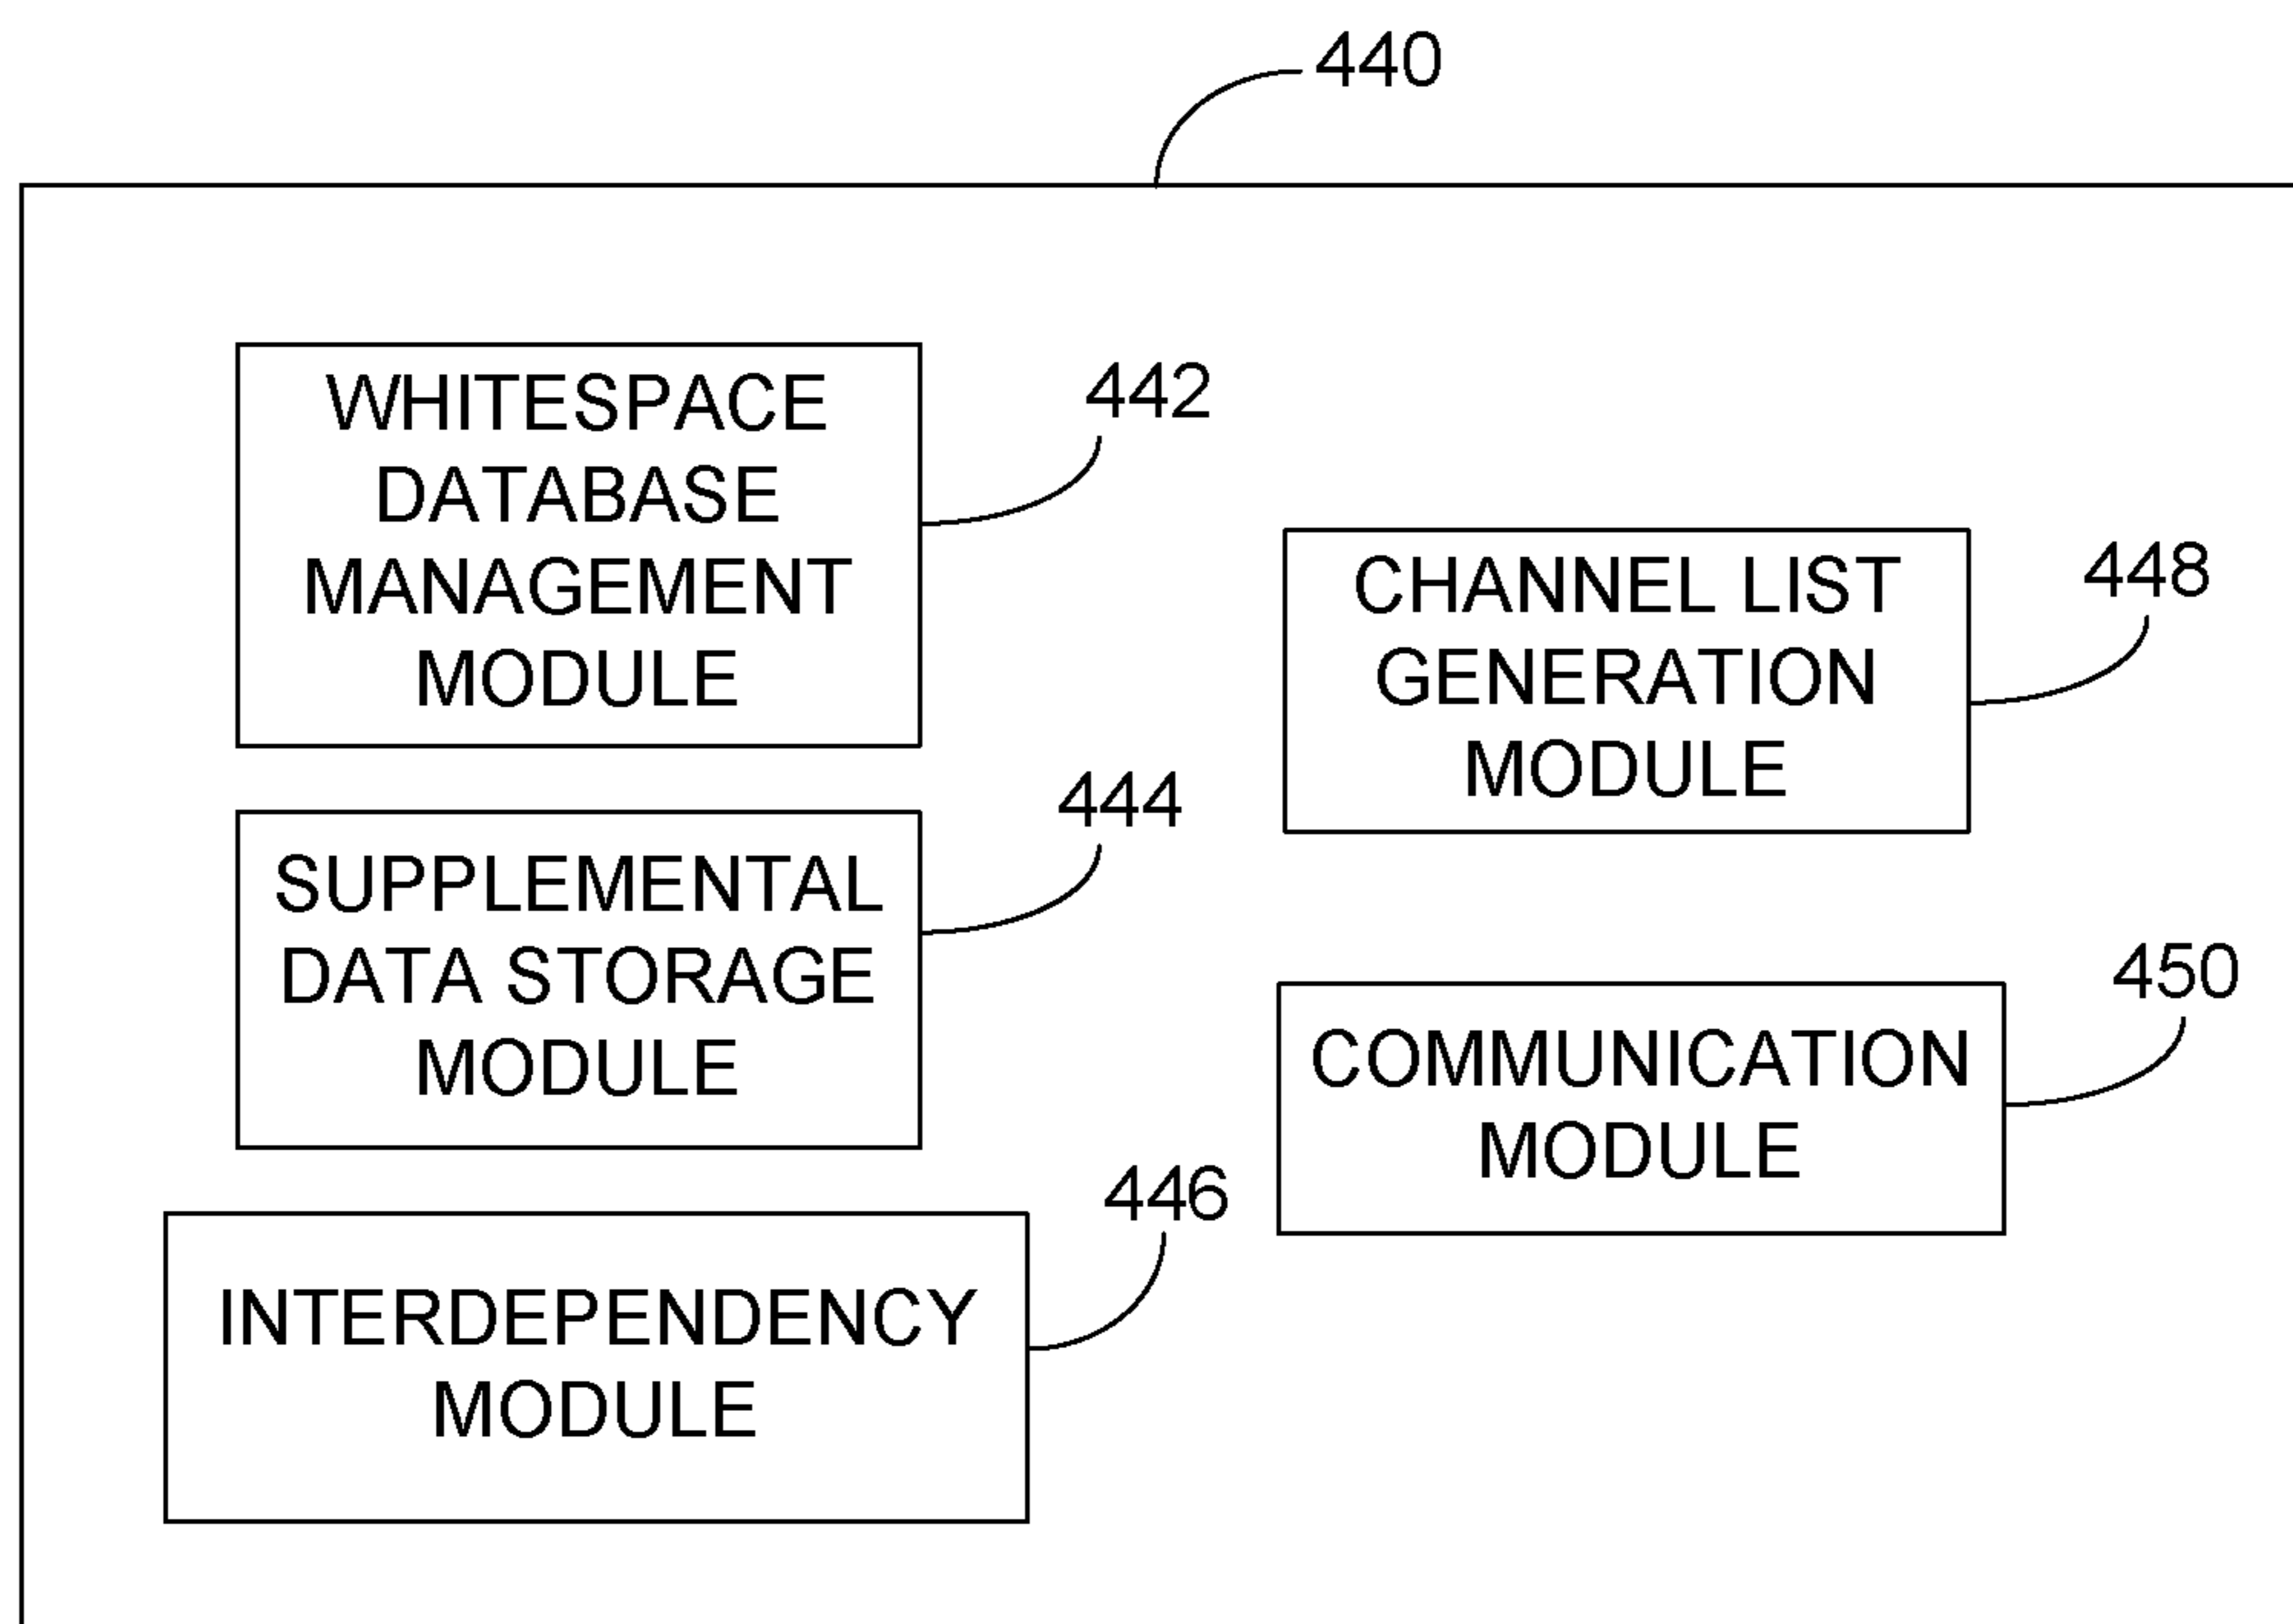 440
WHITESPACE
DATABASE
MANAGEMENT
MODULE
442
SUPPLEMENTAL
DATA STORAGE
MODULE
444
INTERDEPENDENCY
MODULE
446
CHANNEL LIST
GENERATION
MODULE
448
COMMUNICATION
MODULE
450